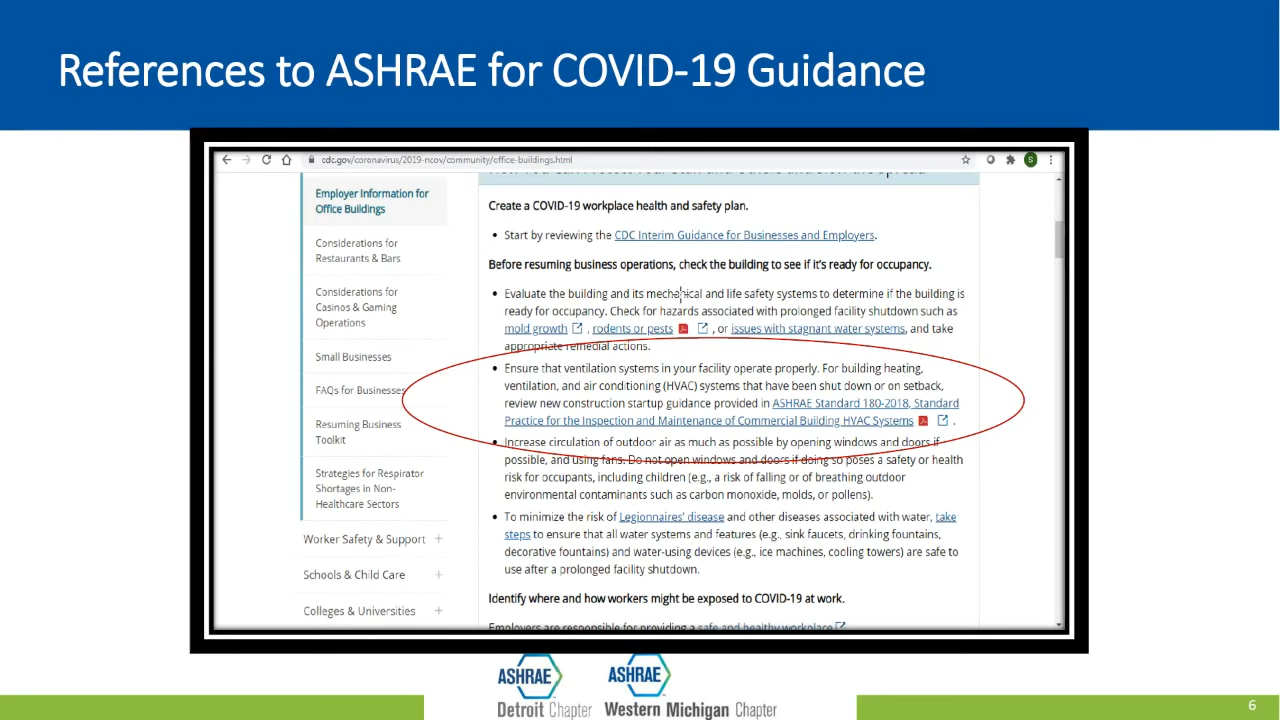 References to ASHRAE for COVID-19 Guidance
cdc.gov/coronavirus/2019-ncov/community/office-buildings.html
S
Employer Information for
Office Buildings
Considerations for
Restaurants & Bars
Considerations for
Casinos & Gaming
Operations
Small Businesses
FAQs for Businesses
Resuming Business
Toolkit
Strategies for Respirator
Shortages in Non-
Healthcare Sectors
Worker Safety & Support +
Schools & Child Care +
Colleges & Universities +
How You Can Protect Your Staff and Others and Slow the Spread
Create a COVID-19 workplace health and safety plan.
• Start by reviewing the CDC Interim Guidance for Businesses and Employers.
Before resuming business operations, check the building to see if it's ready for occupancy.
• Evaluate the building and its mechanical and life safety systems to determine if the building is
ready for occupancy. Check for hazards associated with prolonged facility shutdown such as
mold growth , rodents or pests , or issues with stagnant water systems, and take
appropriate remedial actions.
• Ensure that ventilation systems in your facility operate properly. For building heating,
ventilation, and air conditioning (HVAC) systems that have been shut down or on setback,
review new construction startup guidance provided in ASHRAE Standard 180-2018, Standard
Practice for the Inspection and Maintenance of Commercial Building HVAC Systems .
• Increase circulation of outdoor air as much as possible by opening windows and doors if
possible, and using fans. Do not open windows and doors if doing so poses a safety or health
risk for occupants, including children (e.g., a risk of falling or of breathing outdoor
environmental contaminants such as carbon monoxide, molds, or pollens).
• To minimize the risk of Legionnaires' disease and other diseases associated with water, take
steps to ensure that all water systems and features (e.g., sink faucets, drinking fountains,
decorative fountains) and water-using devices (e.g., ice machines, cooling towers) are safe to
use after a prolonged facility shutdown.
Identify where and how workers might be exposed to COVID-19 at work.
Employers are responsible for providing a safe and healthy workplace
ASHRAE
Detroit Chapter
ASHRAE
Western Michigan Chapter
6